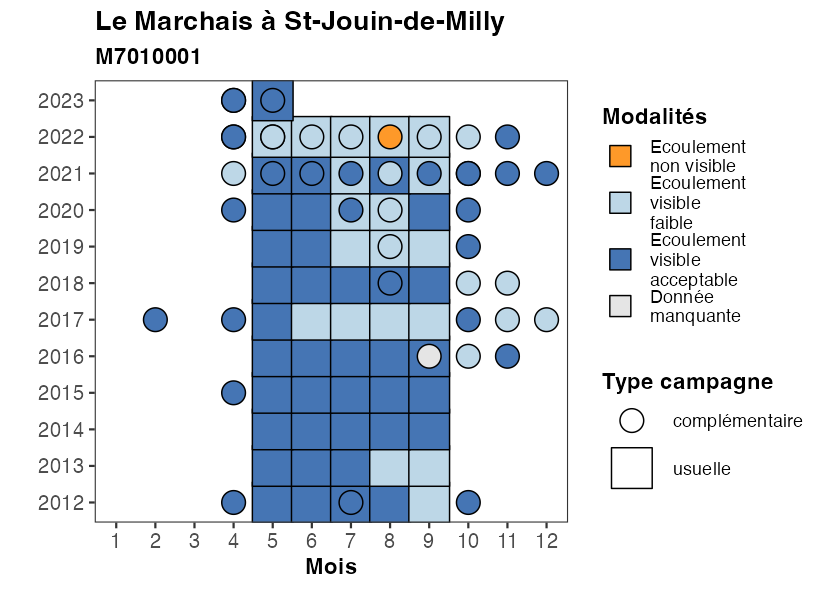 Le Marchais à St-Jouin-de-Milly
M7010001
2023
2022
2021
2020
2019
2018
2017
2016
2015
2014
2013
2012
1 2 3 4 5 6 7 8 9 10 11 12
Mois
Modalités
Ecoulement
non visible
Ecoulement
visible
faible
Ecoulement
visible
acceptable
Donnée
manquante
Type campagne
complémentaire
usuelle